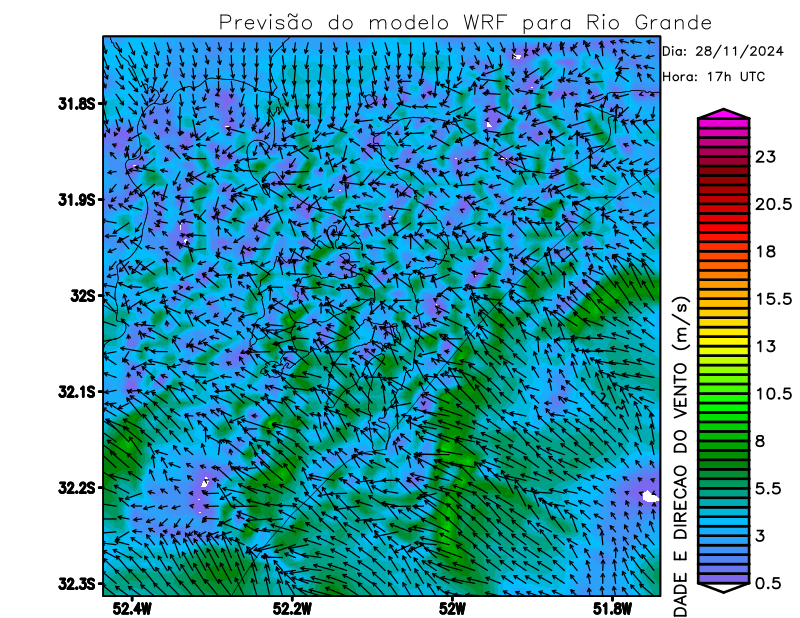 Previsão do modelo WRF para Rio Grande
Dia: 28/11/2024
Hora: 17h UTC
31.8S
31.9S
32S
32.1S
32.2S
32.3S
52.4W
52.2W
52W
51.8W
23
20.5
18
15.5
13
10.5
8
5.5
3
0.5
DADE E DIRECAO DO VENTO (m/s)